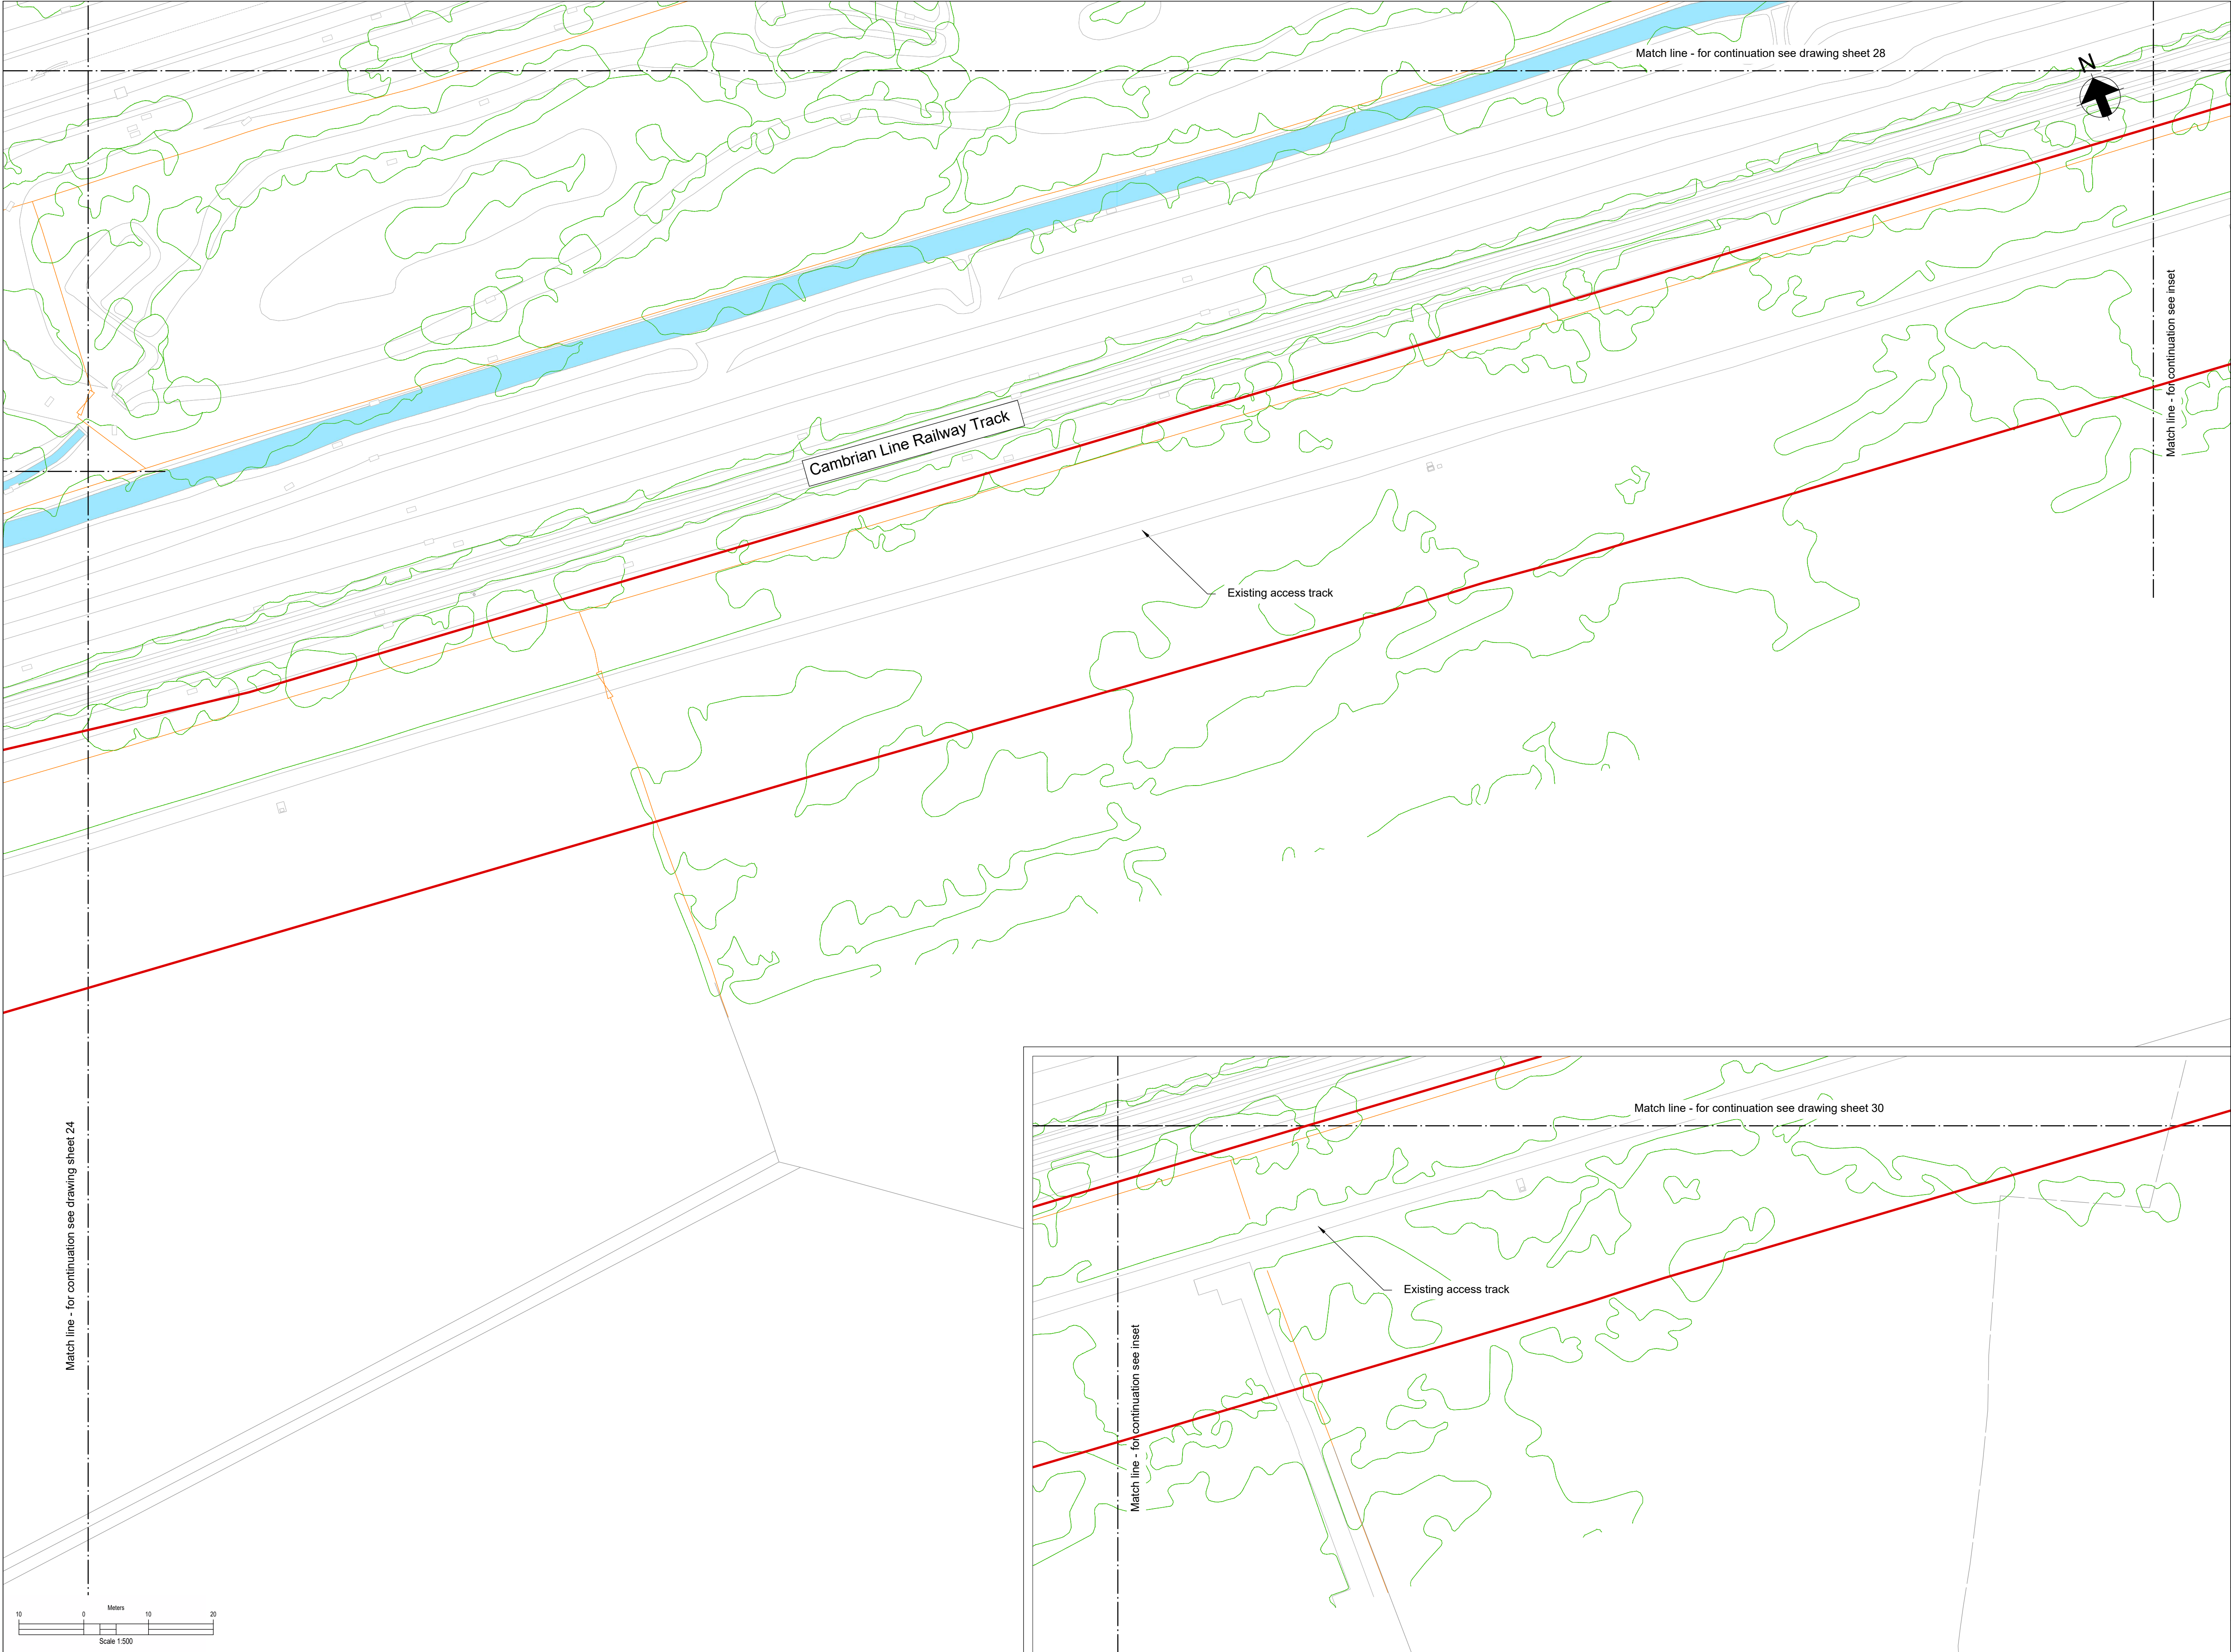 Match line - for continuation see drawing sheet 28
N
Match line - for continuation see inset
Cambrian Line Railway Track
Existing access track
Match line - for continuation see drawing sheet 24
Match line - for continuation see drawing sheet 30
Existing access track
Match line - for continuation see inset
Meters
10 0 10 20
Scale 1:500